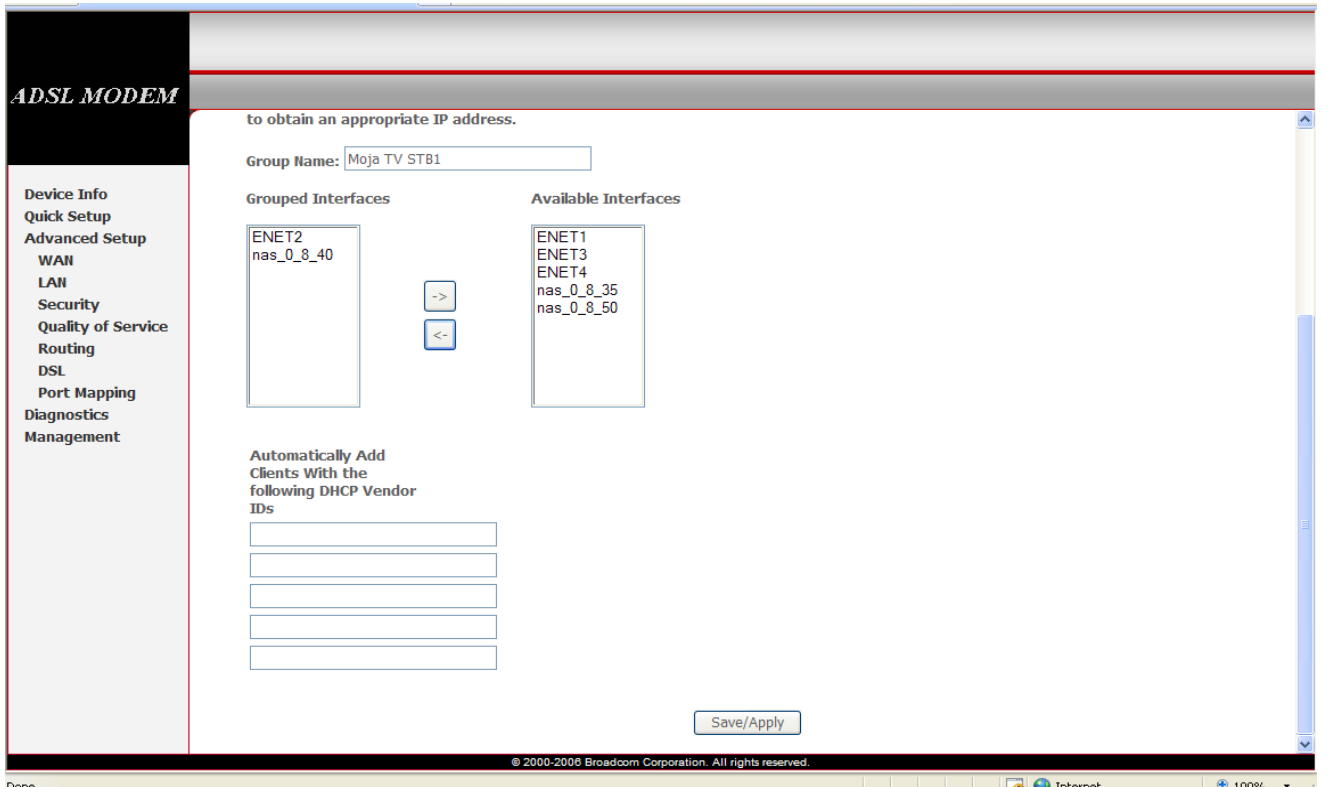 ADSL MODEM
to obtain an appropriate IP address.
Group Name: Moja TV STB1
Device Info
Quick Setup
Advanced Setup
WAN
LAN
Security
Quality of Service
Routing
DSL
Port Mapping
Diagnostics
Management
Grouped Interfaces
Available Interfaces
ENET2
nas_0_8_40
->
<-
ENET1
ENET3
ENET4
nas_0_8_35
nas_0_8_50
Automatically Add
Clients With the
following DHCP Vendor
IDs
Save/Apply
© 2000-2006 Broadcom Corporation. All rights reserved.
Done
Internet
100%